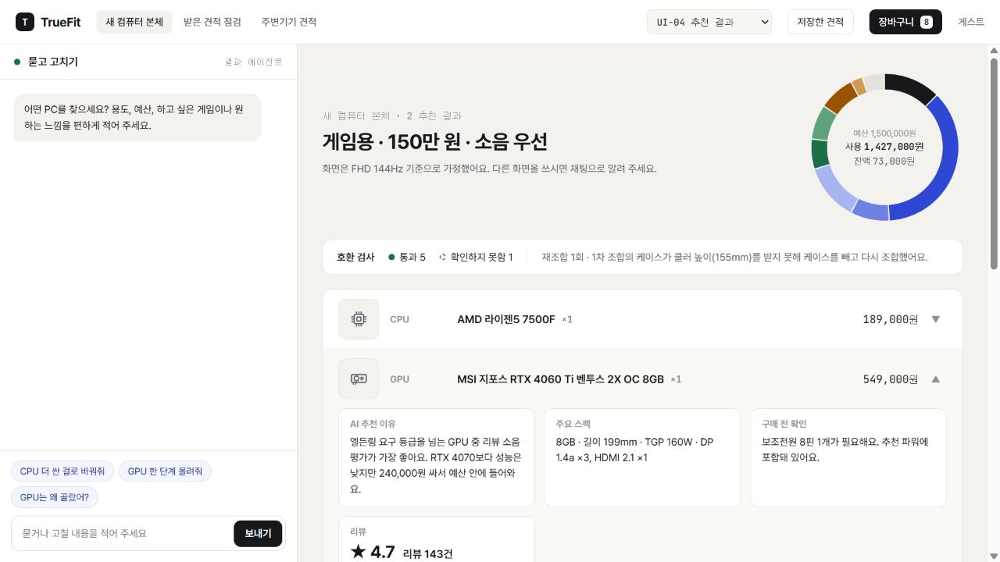 T TrueFit 새 컴퓨터 본체 받은 견적 점검 주변기기 견적 UI-04 추천 결과 저장한 견적 장바구니 8 게스트
묻고 고치기 결과 에이전트
어떤 PC를 찾으세요? 용도, 예산, 하고 싶은 게임이나 원
하는 느낌을 편하게 적어 주세요.
CPU 더 싼 걸로 바꿔줘 GPU 한 단계 올려줘
GPU는 왜 골랐어?
묻거나 고칠 내용을 적어 주세요 보내기
새 컴퓨터 본체 · 2 추천 결과
게임용 · 150만 원 · 소음 우선
화면은 FHD 144Hz 기준으로 가정했어요. 다른 화면을 쓰시면 채팅으로 알려 주세요.
예산 1,500,000원
사용 1,427,000원
잔액 73,000원
호환 검사 통과 5 확인하지 못함 1 재조합 1회 · 1차 조합의 케이스가 쿨러 높이(155mm)를 받지 못해 케이스를 빼고 다시 조합했어요.
CPU AMD 라이젠5 7500F ×1 189,000원 ▼
GPU MSI 지포스 RTX 4060 Ti 벤투스 2X OC 8GB ×1 549,000원 ▲
AI 추천 이유
엘든링 요구 등급을 넘는 GPU 중 리뷰 소음
평가가 가장 좋아요. RTX 4070보다 성능은
낮지만 240,000원 싸서 예산 안에 들어와
요.
주요 스펙
8GB · 길이 199mm · TGP 160W · DP
1.4a ×3, HDMI 2.1 ×1
구매 전 확인
보조전원 8핀 1개가 필요해요. 추천 파워에
포함돼 있어요.
리뷰
★ 4.7 리뷰 143건